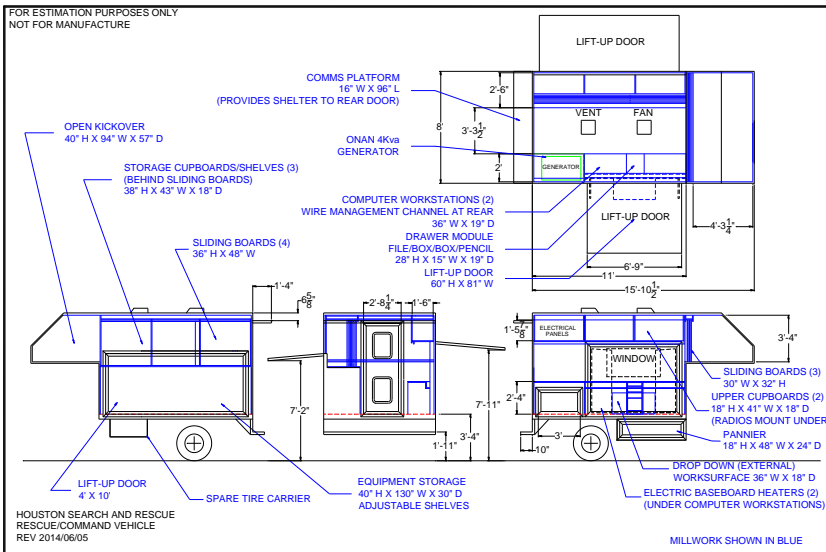 FOR ESTIMATION PURPOSES ONLY
NOT FOR MANUFACTURE
LIFT-UP DOOR
COMMS PLATFORM
16" W X 96" L
(PROVIDES SHELTER TO REAR DOOR)
2'-6"
8'
VENT
FAN
3'-3 1/2"
OPEN KICKOVER
40" H X 94" W X 57" D
ONAN 4Kva
GENERATOR
GENERATOR
2'
STORAGE CUPBOARDS/SHELVES (3)
(BEHIND SLIDING BOARDS)
38" H X 43" W X 18" D
COMPUTER WORKSTATIONS (2)
WIRE MANAGEMENT CHANNEL AT REAR
36" W X 19" D
LIFT-UP DOOR
4'-3 1/4"
DRAWER MODULE
FILE/BOX/BOX/PENCIL
28" H X 15" W X 19" D
SLIDING BOARDS (4)
36" H X 48" W
LIFT-UP DOOR
60" H X 81" W
6'-9"
11'
15'-10 1/2"
1'-4"
6 5/8"
2'-8 1/4"
1'-6"
1'-5 7/8"
ELECTRICAL
PANELS
3'-4"
WINDOW
SLIDING BOARDS (3)
30" W X 32" H
7'-2"
7'-11"
2'-4"
UPPER CUPBOARDS (2)
18" H X 41" W X 18" D
(RADIOS MOUNT UNDER
3'-4"
1'-11"
3'
10"
PANNIER
18" H X 48" W X 24" D
DROP DOWN (EXTERNAL)
WORKSURFACE 36" W X 18" D
LIFT-UP DOOR
4' X 10'
SPARE TIRE CARRIER
EQUIPMENT STORAGE
40" H X 130" W X 30" D
ADJUSTABLE SHELVES
ELECTRIC BASEBOARD HEATERS (2)
(UNDER COMPUTER WORKSTATIONS)
HOUSTON SEARCH AND RESCUE
RESCUE/COMMAND VEHICLE
REV 2014/06/05
MILLWORK SHOWN IN BLUE